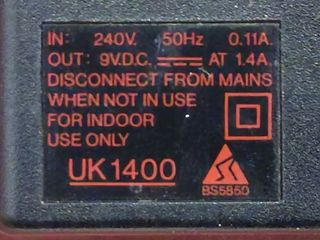 IN: 240V. 50Hz 0.11A
OUT: 9V.D.C. AT 1.4A.
DISCONNECT FROM MAINS
WHEN NOT IN USE
FOR INDOOR
USE ONLY
UK1400
BS5850